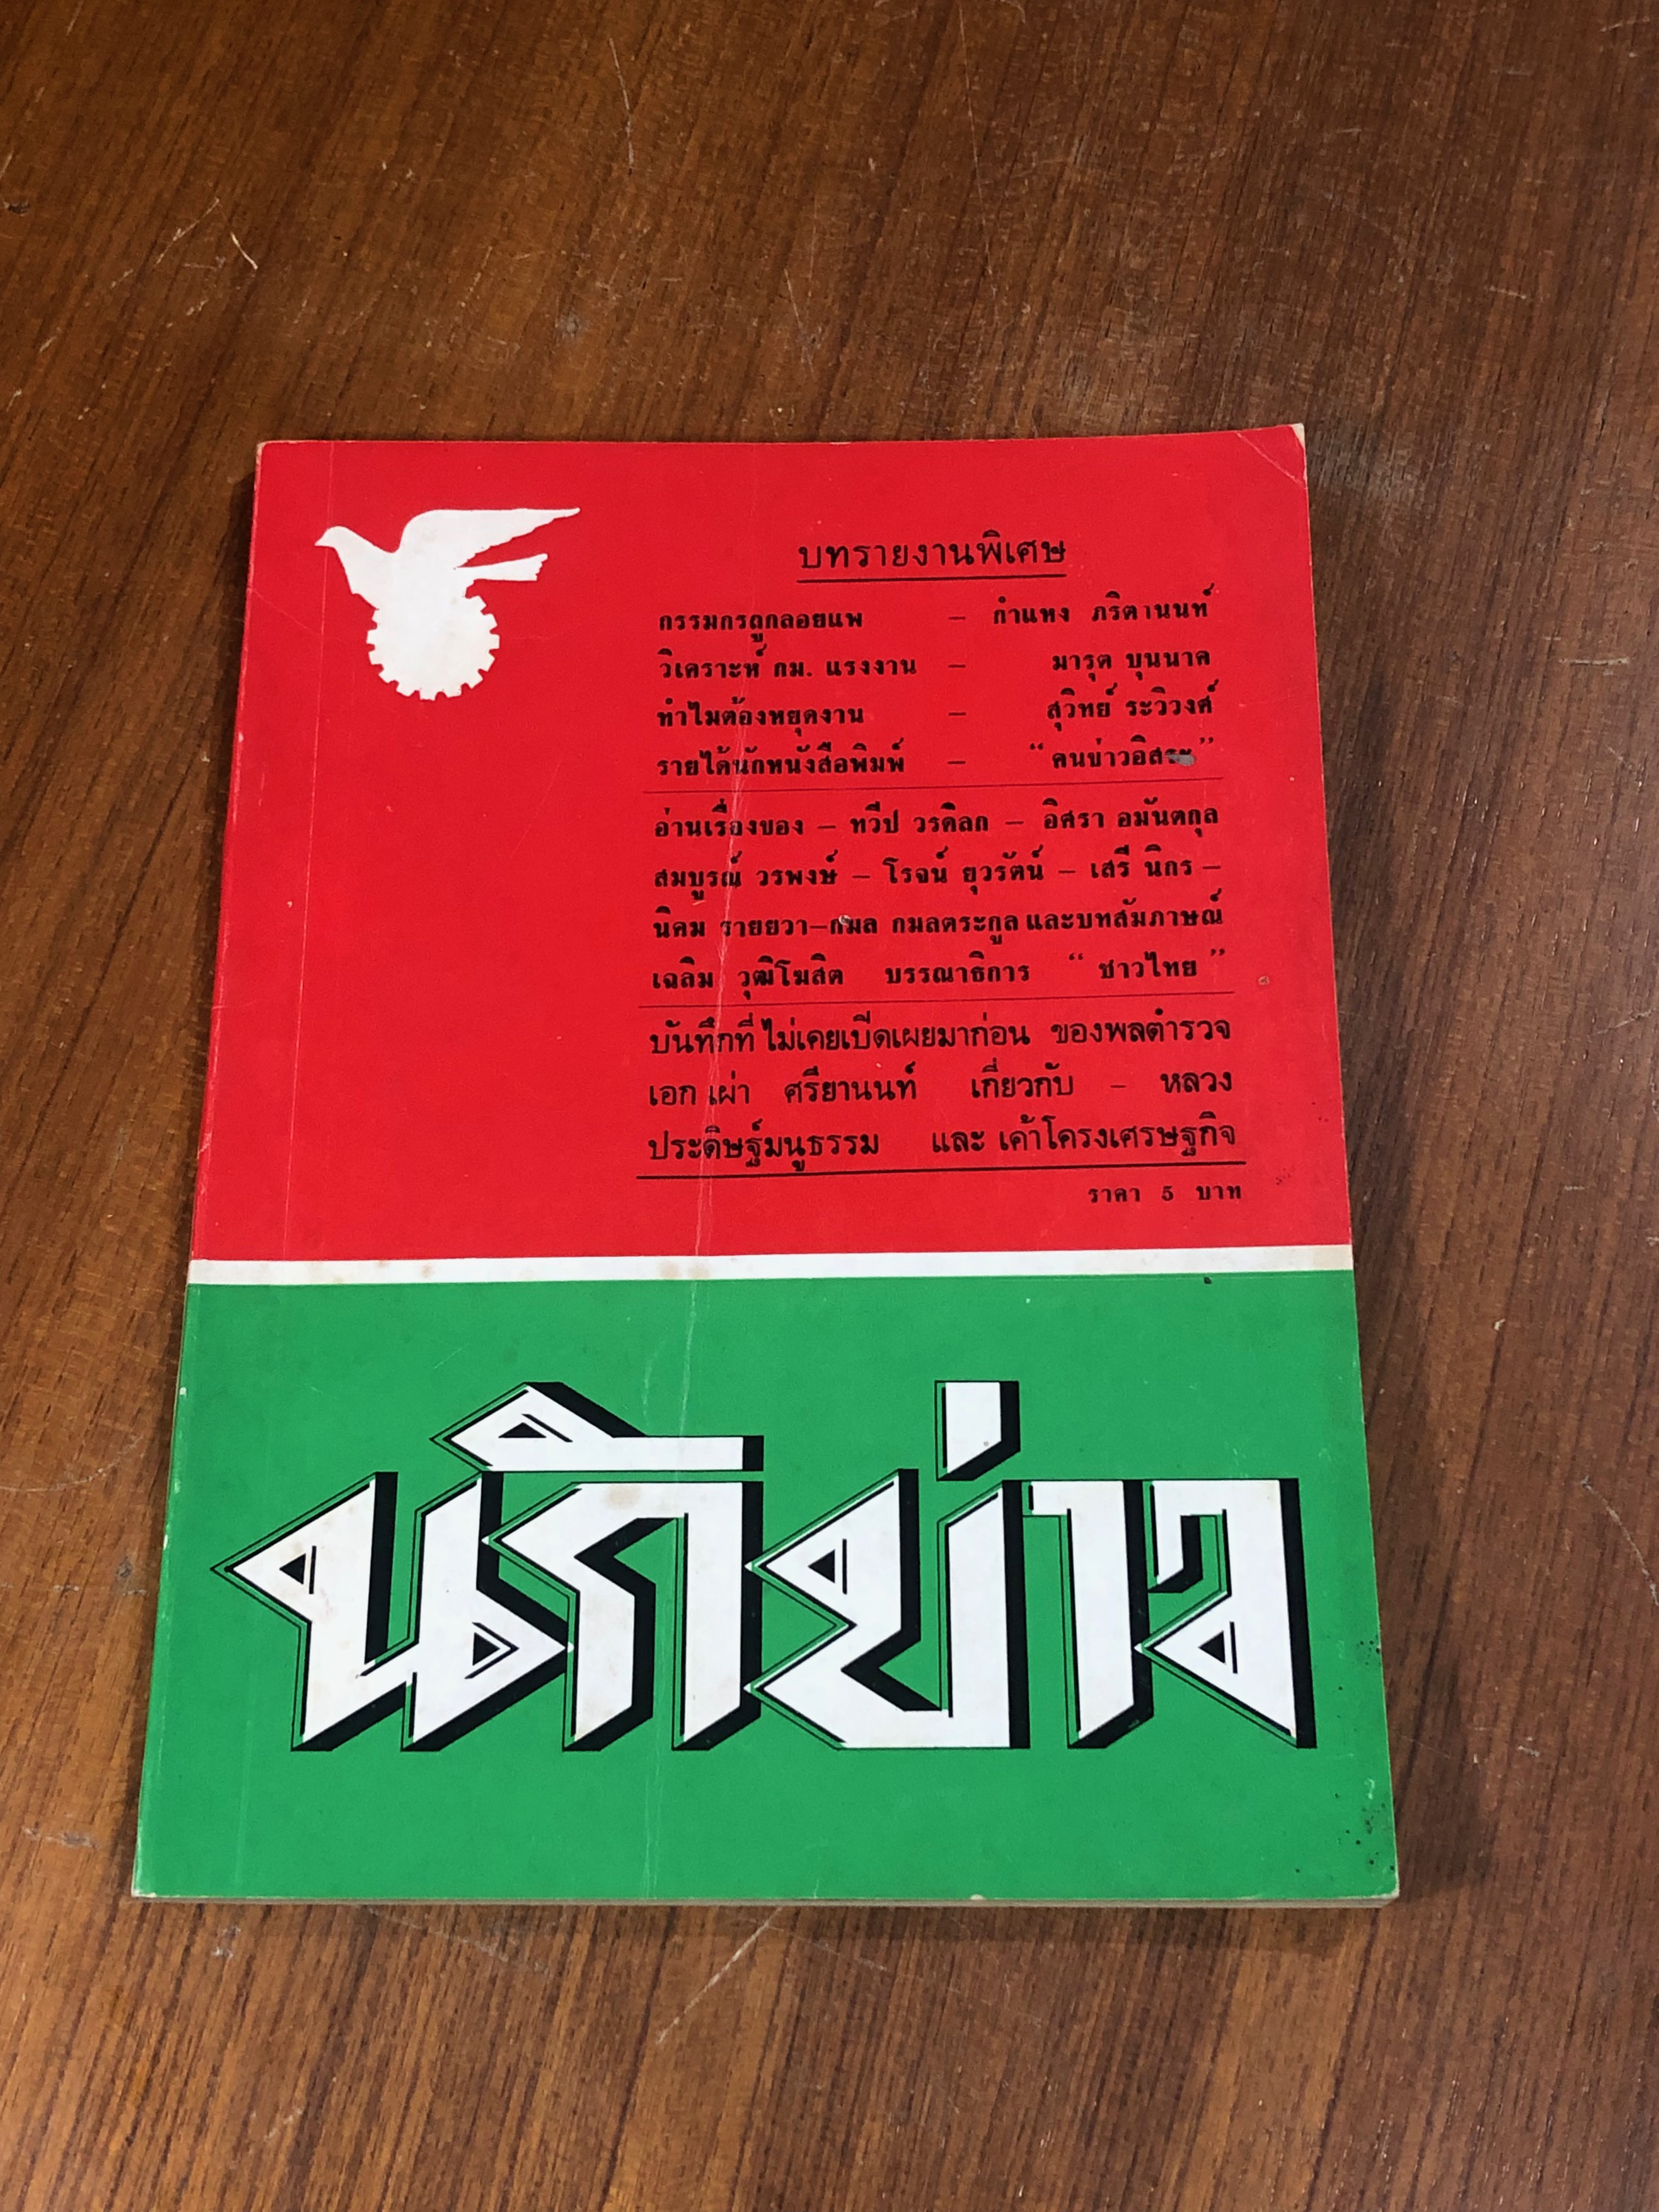 บทรายงานพิเศษ
กรรมกรถูกลอยแพ – กำแหง ภริตานนท์
วิเคราะห์ กม. แรงงาน – มารุต บุนนาค
ทำไมต้องหยุดงาน – สุวิทย์ ระวิวงศ์
รายได้นักหนังสือพิมพ์ – “คนข่าวอิสระ”
อ่านเรื่องของ – ทวีป วรดิลก – อิศรา อมันตกุล
สมบูรณ์ วรพงษ์ – โรจน์ ยุวรัตน์ – เสรี นิกร –
นิคม รายยวา–กมล กมลตระกูล และบทสัมภาษณ์
เฉลิม วุฒิโฆสิต บรรณาธิการ “ชาวไทย”
บันทึกที่ไม่เคยเปิดเผยมาก่อน ของพลตำรวจ
เอก เผ่า ศรียานนท์ เกี่ยวกับ – หลวง
ประดิษฐ์มนูธรรม และ เค้าโครงเศรษฐกิจ
ราคา 5 บาท
นักข่าว